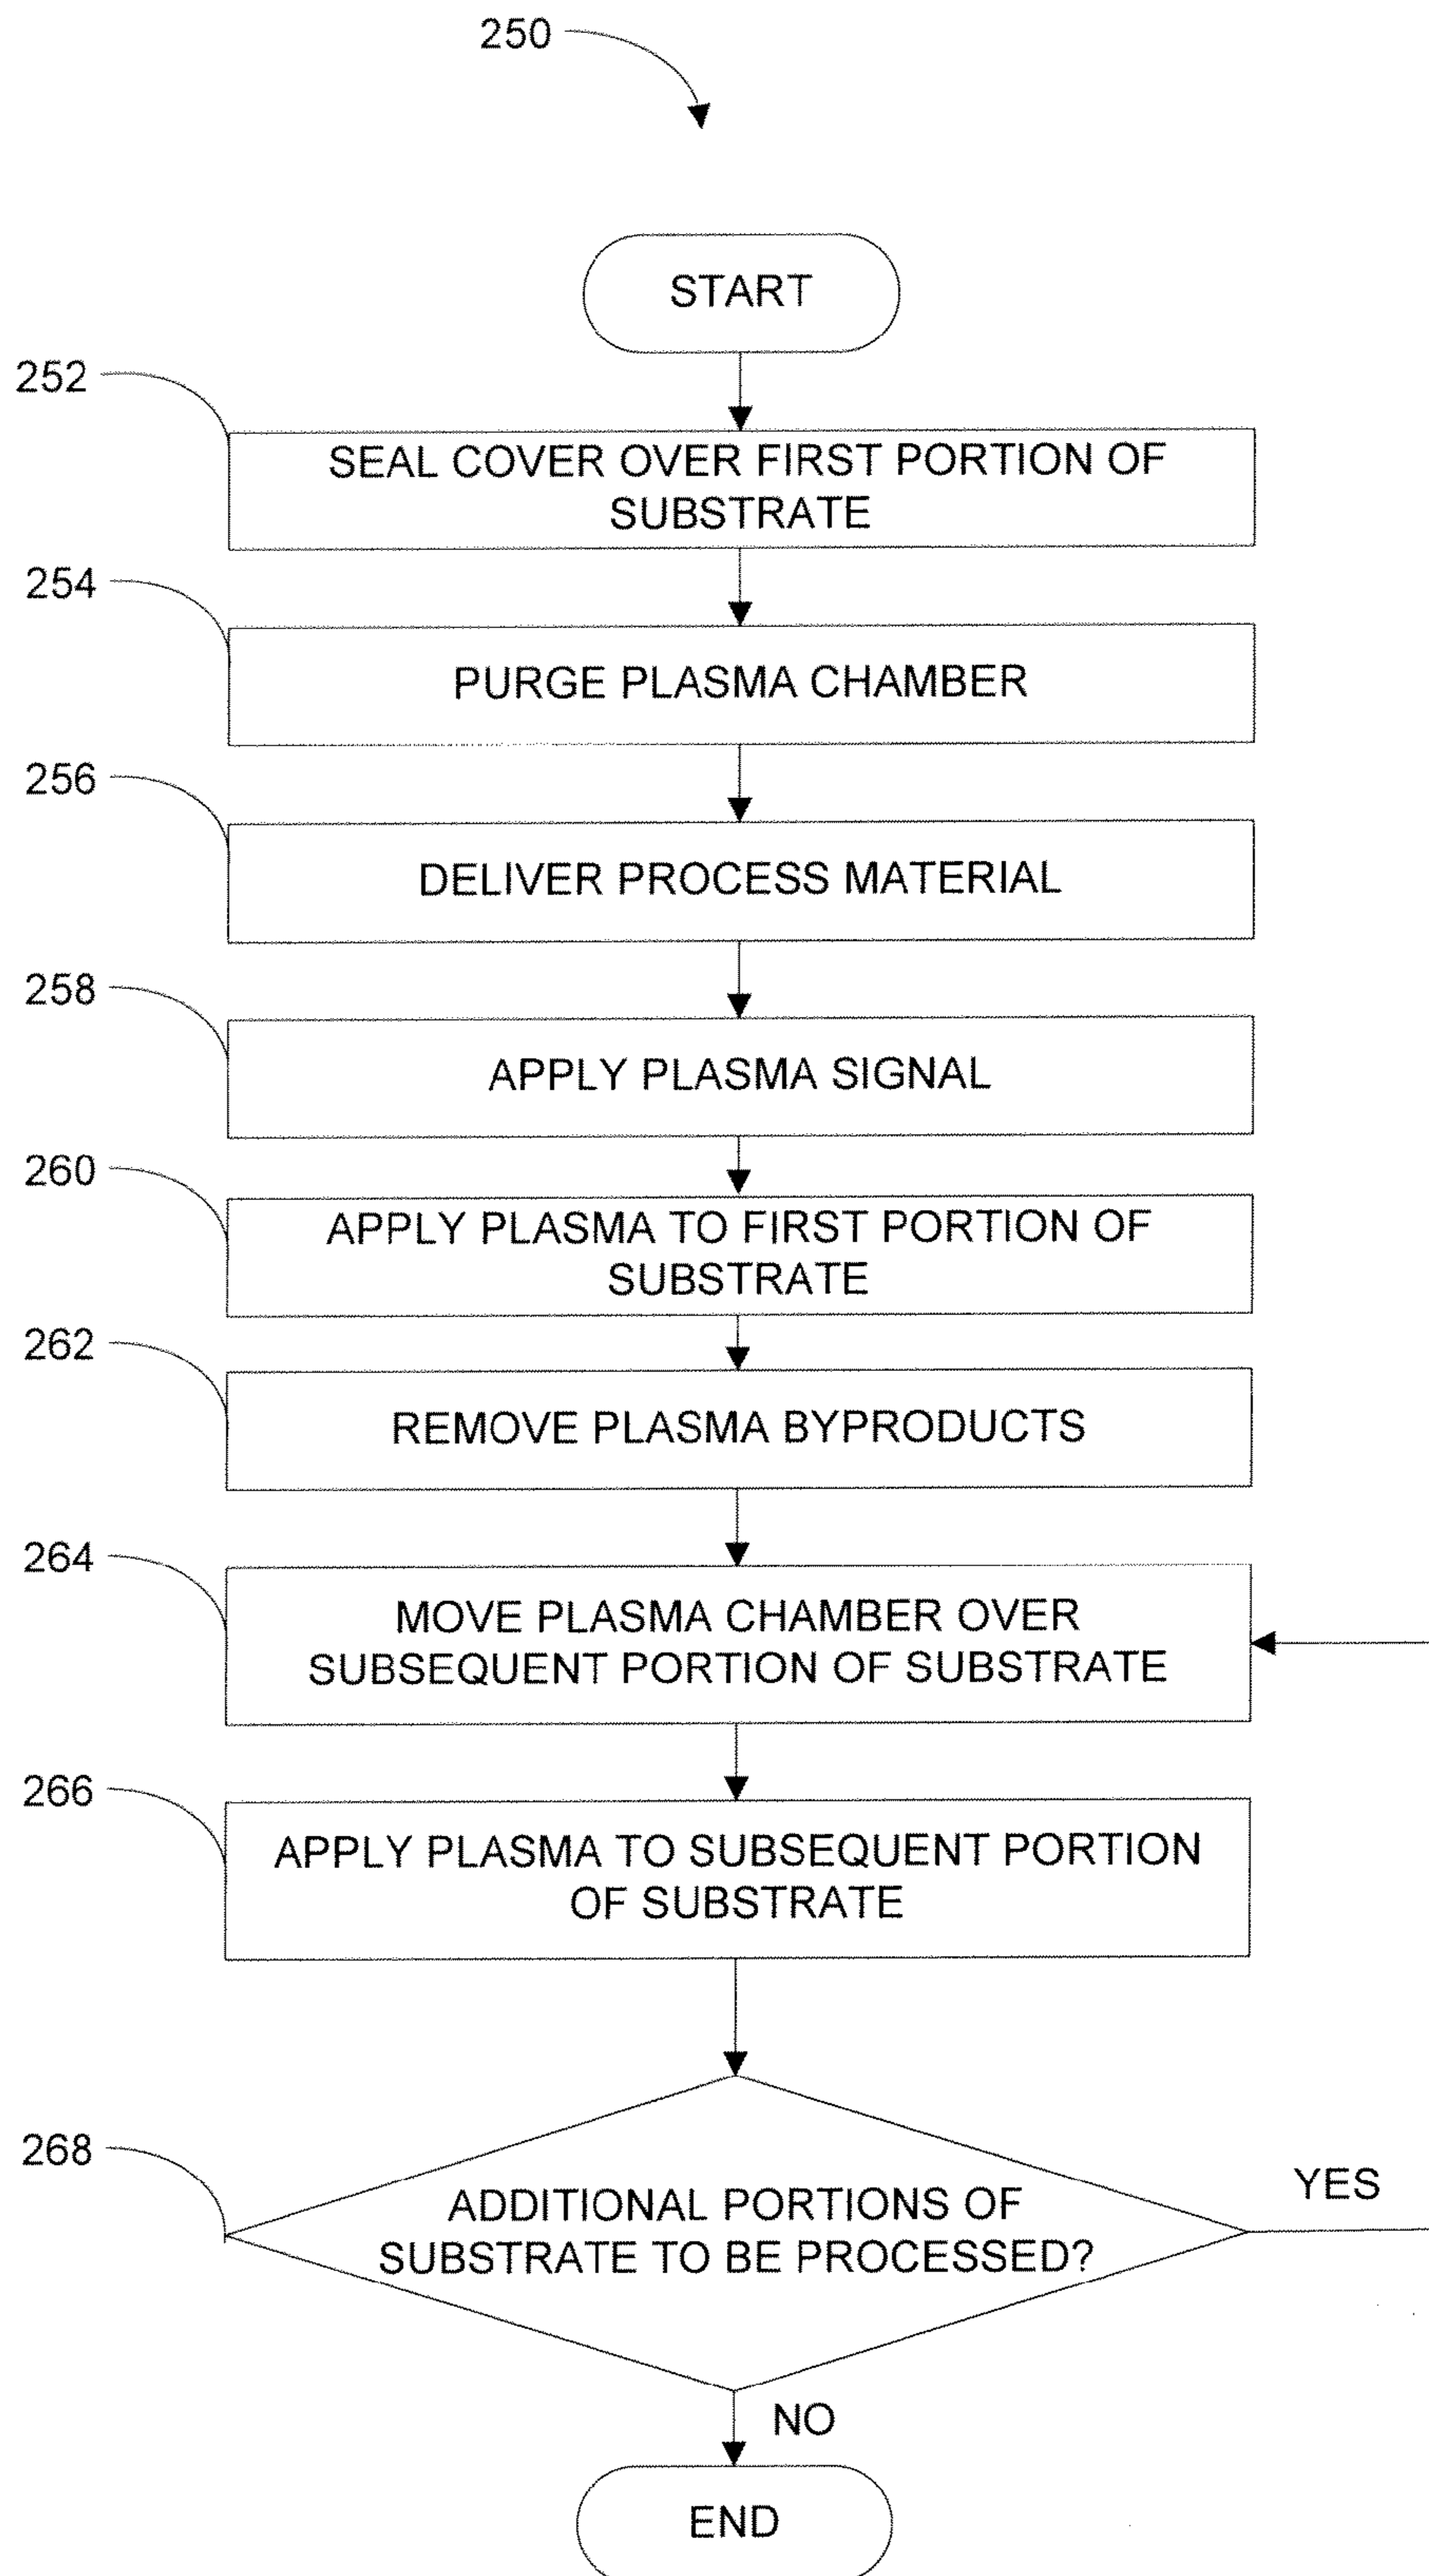 250
START
252
SEAL COVER OVER FIRST PORTION OF
SUBSTRATE
254
PURGE PLASMA CHAMBER
256
DELIVER PROCESS MATERIAL
258
APPLY PLASMA SIGNAL
260
APPLY PLASMA TO FIRST PORTION OF
SUBSTRATE
262
REMOVE PLASMA BYPRODUCTS
264
MOVE PLASMA CHAMBER OVER
SUBSEQUENT PORTION OF SUBSTRATE
266
APPLY PLASMA TO SUBSEQUENT PORTION
OF SUBSTRATE
268
ADDITIONAL PORTIONS OF
SUBSTRATE TO BE PROCESSED?
YES
NO
END